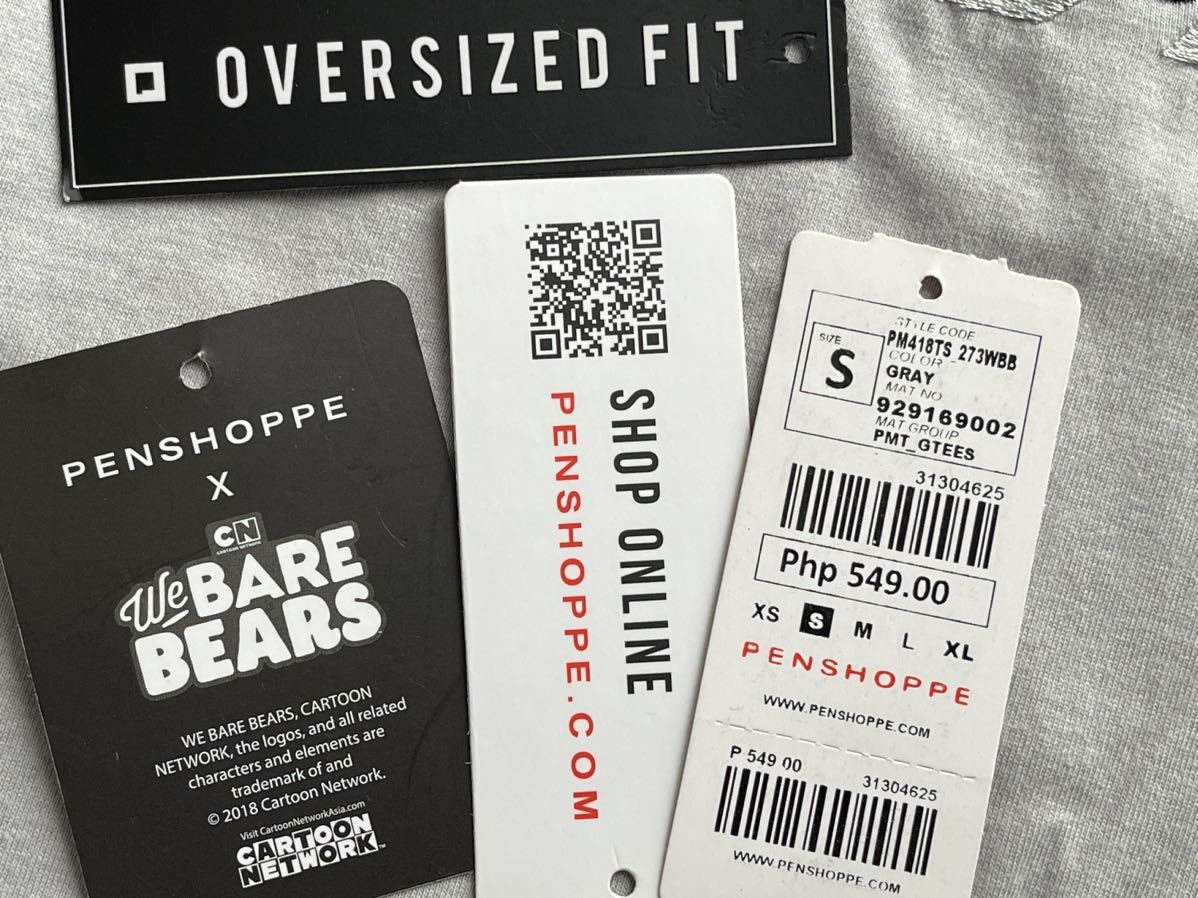 OVERSIZED FIT
PENSHOPPE
X
CN
CARTOON NETWORK
We BARE
BEARS
WE BARE BEARS, CARTOON
NETWORK, the logos, and all related
characters and elements are
trademark of and
© 2018 Cartoon Network.
Visit CartoonNetworkAsia.com
CARTOON
NETWORK™
SHOP ONLINE
PENSHOPPE.COM
STYLE CODE
PM418TS_273WBB
SIZE
S
COLOR
GRAY
MAT NO
929169002
MAT GROUP
PMT_GTEES
31304625
Php 549.00
XS S M L XL
PENSHOPPE
WWW.PENSHOPPE.COM
P 549 00
31304625
WWW.PENSHOPPE.COM